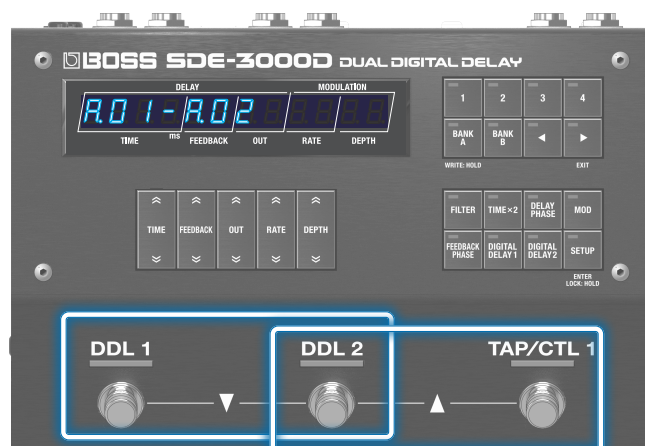 BOSS SDE-3000D DUAL DIGITAL DELAY
DELAY MODULATION
A.01-A.02
TIME ms FEEDBACK OUT RATE DEPTH
1 2 3 4
BANK A BANK B ◀ ▶
WRITE: HOLD EXIT
TIME FEEDBACK OUT RATE DEPTH
FILTER TIME×2 DELAY PHASE MOD
FEEDBACK PHASE DIGITAL DELAY 1 DIGITAL DELAY 2 SETUP
ENTER
LOCK: HOLD
DDL 1 DDL 2 TAP/CTL 1